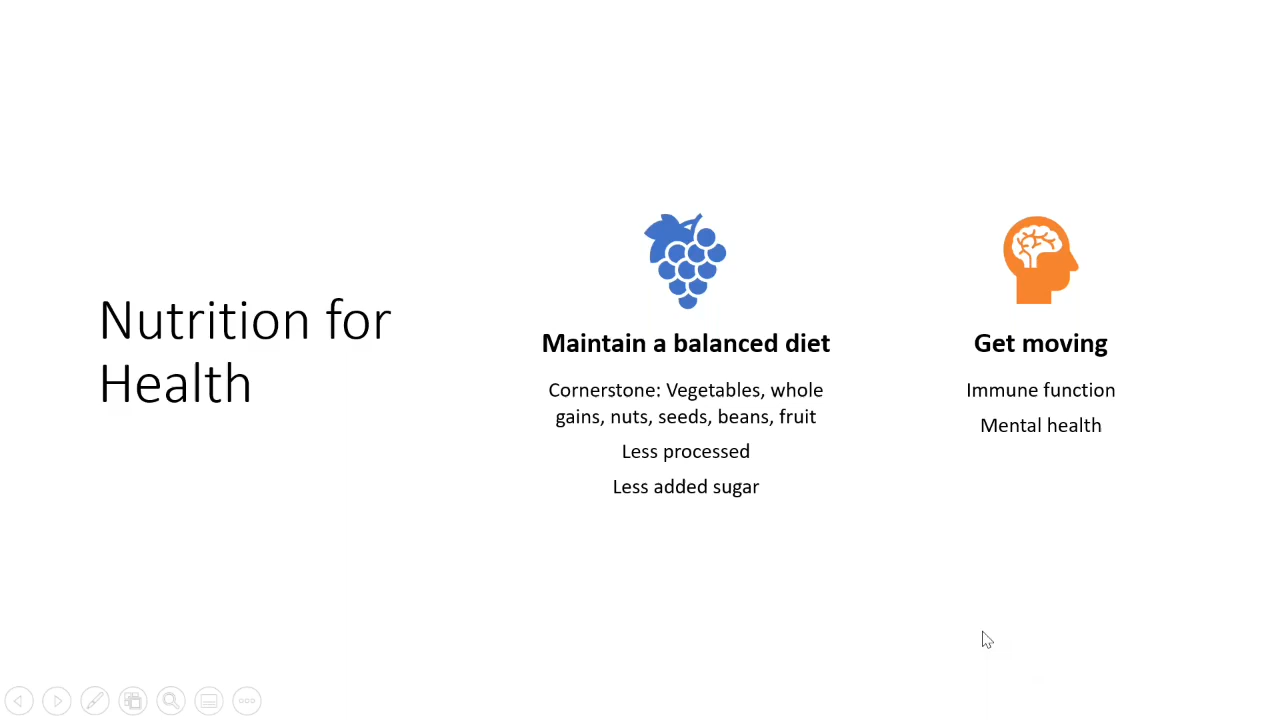 Nutrition for
Health
Maintain a balanced diet
Cornerstone: Vegetables, whole
gains, nuts, seeds, beans, fruit
Less processed
Less added sugar
Get moving
Immune function
Mental health